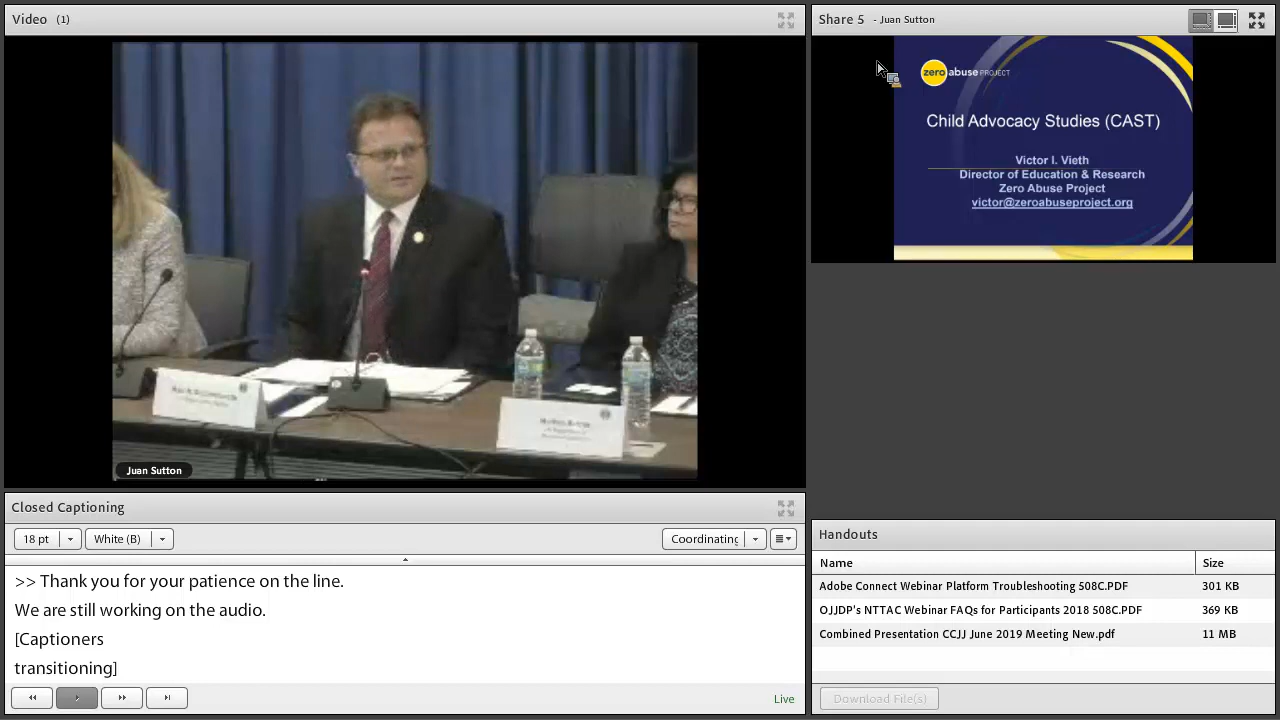 Video (1)
Juan Sutton
Share 5 - Juan Sutton
zero abuse PROJECT
Child Advocacy Studies (CAST)
Victor I. Vieth
Director of Education & Research
Zero Abuse Project
victor@zeroabuseproject.org
Closed Captioning
18 pt
White (B)
Coordinating
>> Thank you for your patience on the line.
We are still working on the audio.
[Captioners
transitioning]
Live
Handouts
Name Size
Adobe Connect Webinar Platform Troubleshooting 508C.PDF 301 KB
OJJDP's NTTAC Webinar FAQs for Participants 2018 508C.PDF 369 KB
Combined Presentation CCJJ June 2019 Meeting New.pdf 11 MB
Download File(s)